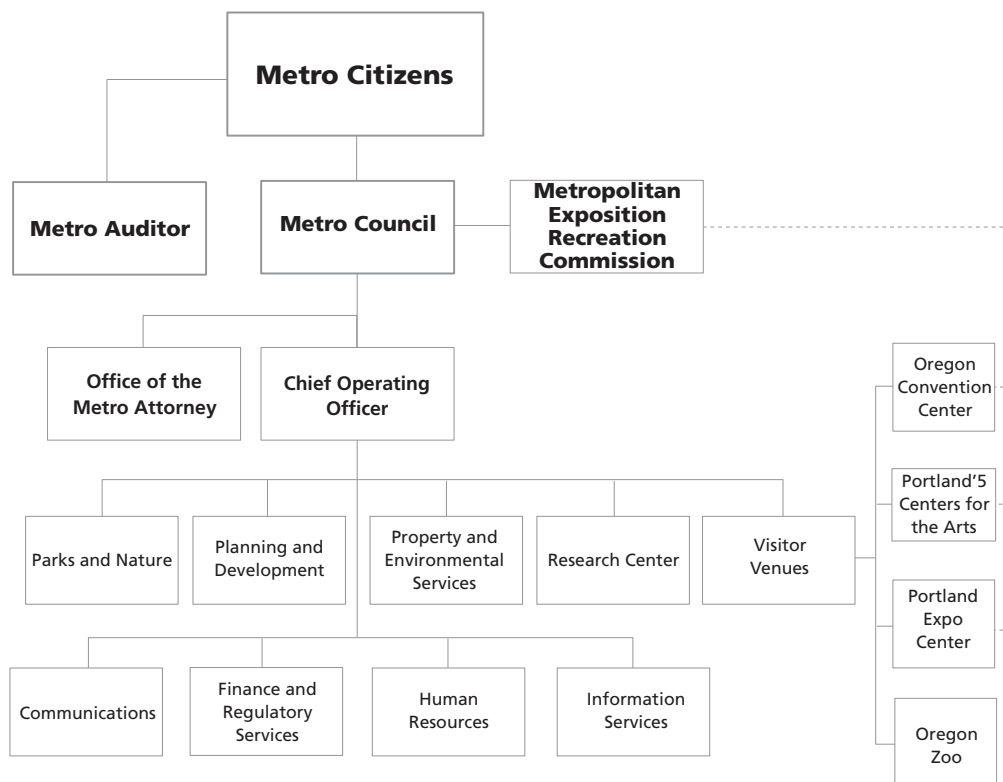 Metro Citizens
Metro Auditor
Metro Council
Metropolitan
Exposition
Recreation
Commission
Office of the
Metro Attorney
Chief Operating
Officer
Oregon
Convention
Center
Portland'5
Centers for
the Arts
Portland
Expo
Center
Oregon
Zoo
Parks and Nature
Planning and
Development
Property and
Environmental
Services
Research Center
Visitor
Venues
Communications
Finance and
Regulatory
Services
Human
Resources
Information
Services